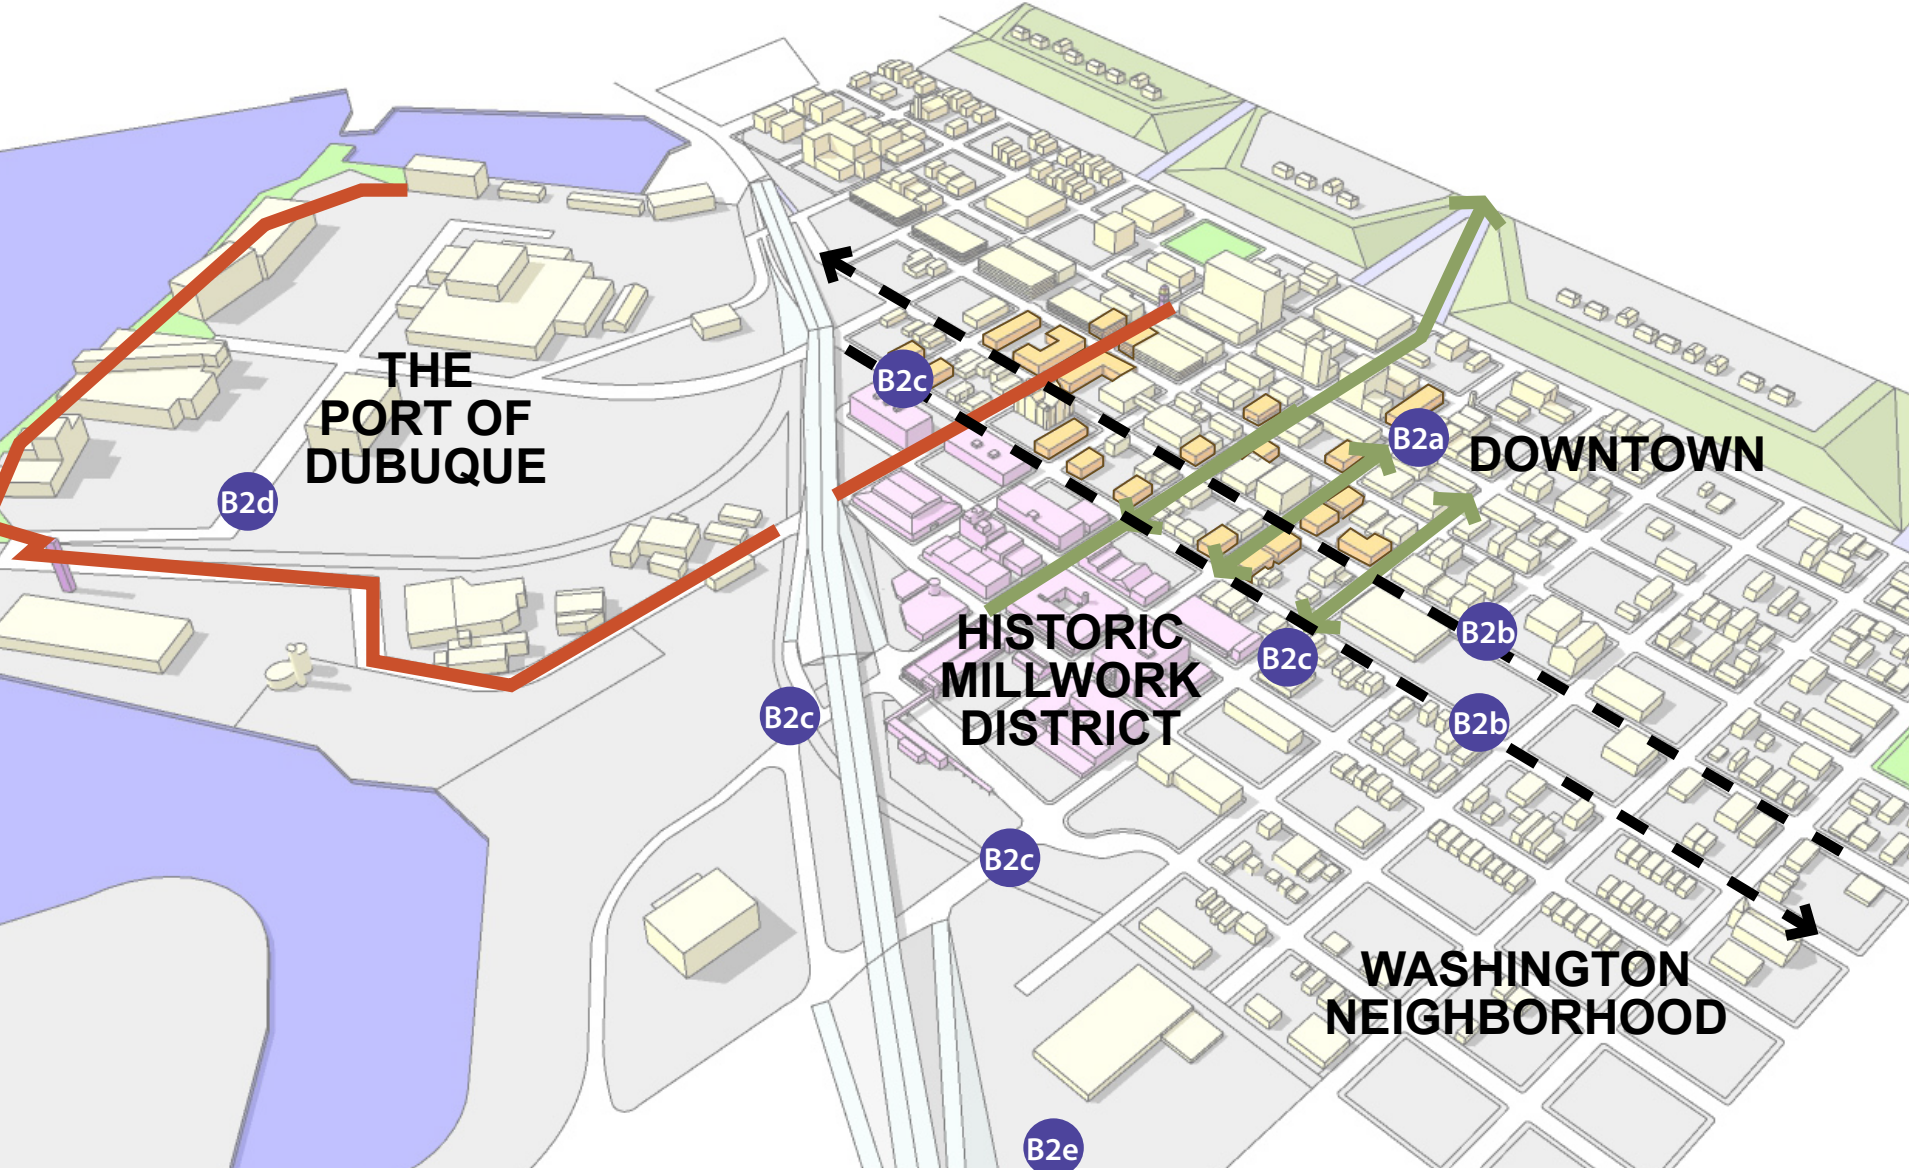 THE
PORT OF
DUBUQUE
B2c
B2a
DOWNTOWN
B2d
HISTORIC
MILLWORK
DISTRICT
B2b
B2c
B2c
B2b
B2c
WASHINGTON
NEIGHBORHOOD
B2e